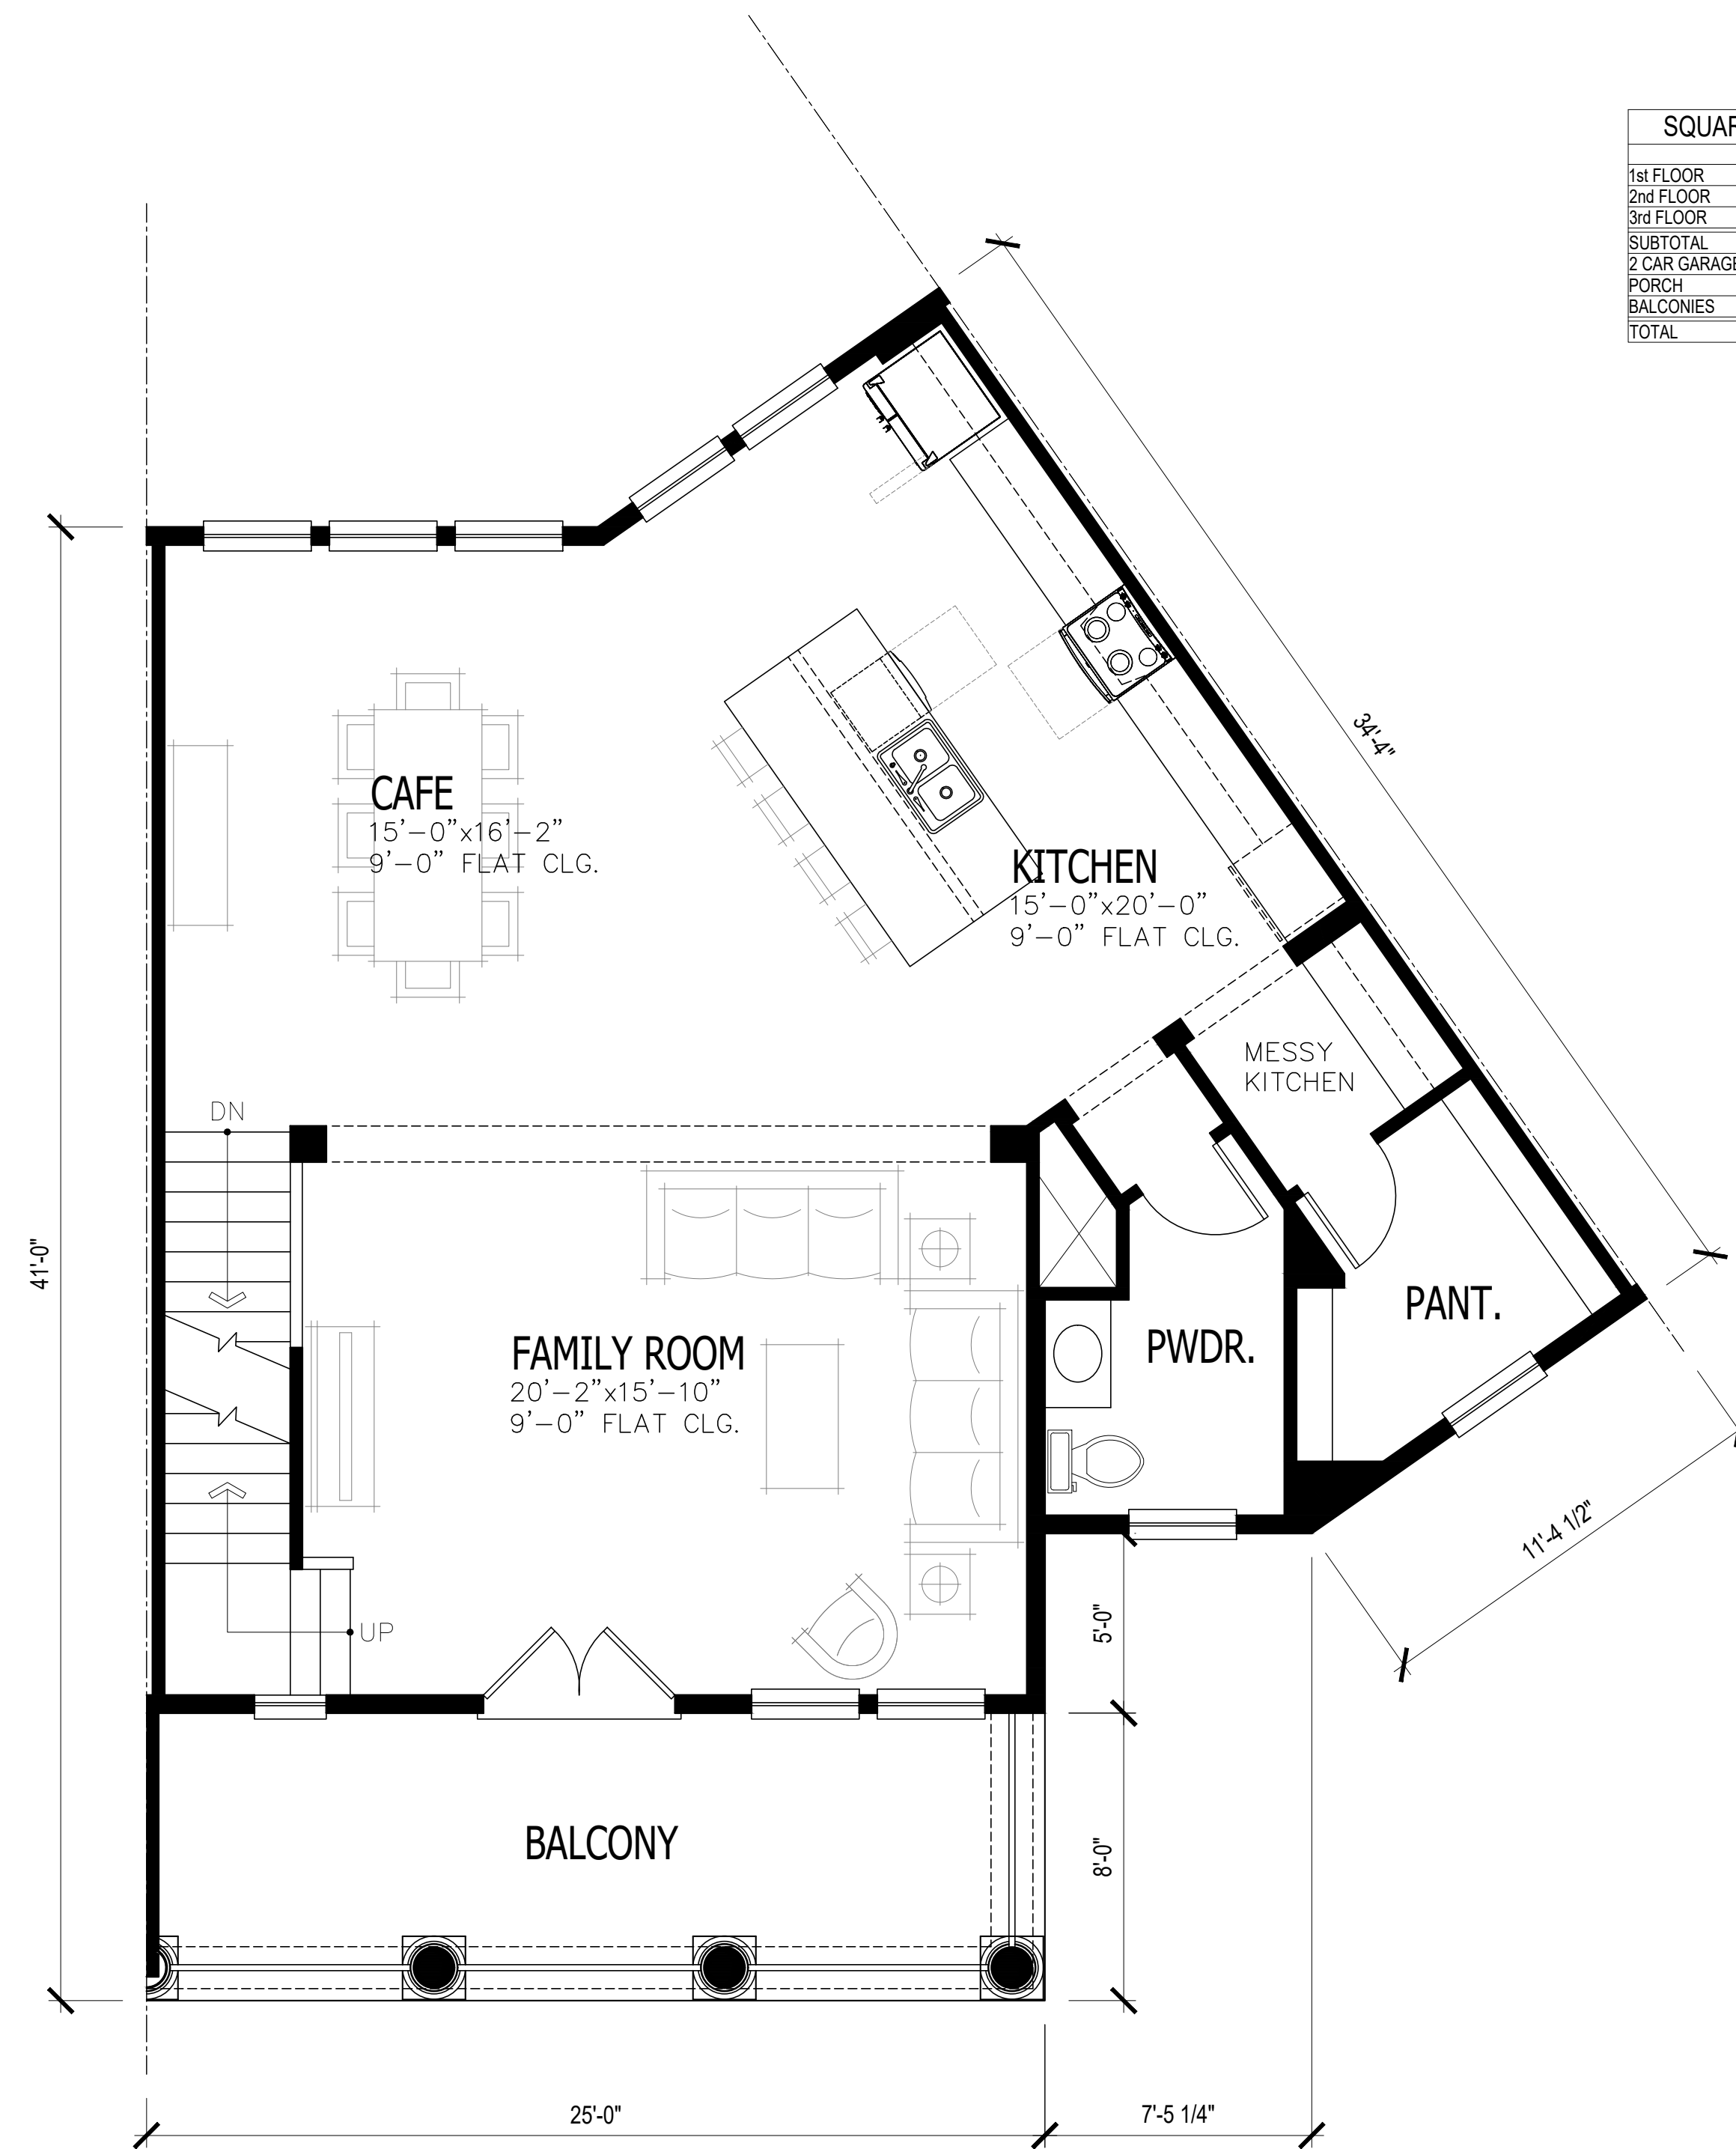 SQUAR
1st FLOOR
2nd FLOOR
3rd FLOOR
SUBTOTAL
2 CAR GARAGE
PORCH
BALCONIES
TOTAL
34'-4"
CAFE
15'-0"x16'-2"
9'-0" FLAT CLG.
KITCHEN
15'-0"x20'-0"
9'-0" FLAT CLG.
MESSY
KITCHEN
DN
41'-0"
PANT.
PWDR.
FAMILY ROOM
20'-2"x15'-10"
9'-0" FLAT CLG.
11'-4 1/2"
5'-0"
UP
BALCONY
8'-0"
25'-0"
7'-5 1/4"